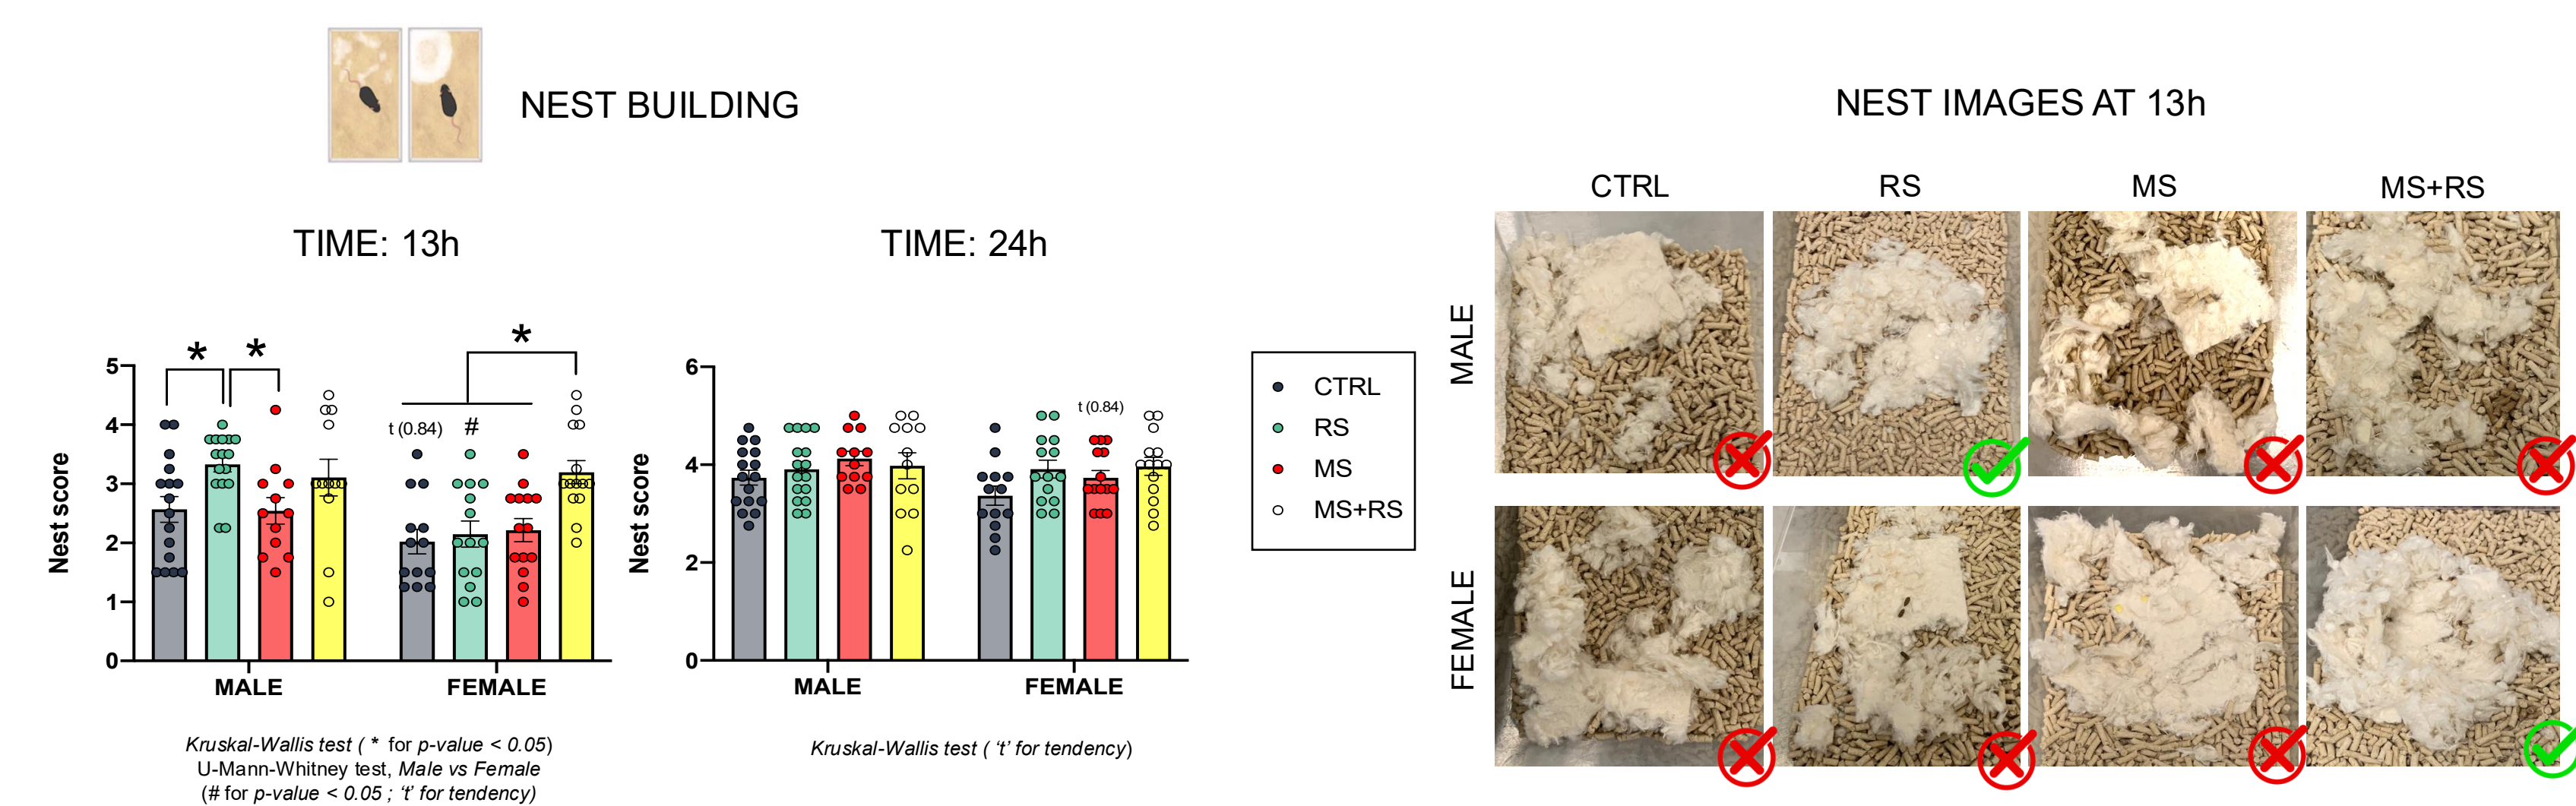 NEST BUILDING
TIME: 13h
5
4
3
2
1
0
Nest score
*
*
*
t (0.84)
#
MALE
FEMALE
Kruskal-Wallis test ( * for p-value < 0.05)
U-Mann-Whitney test, Male vs Female
(# for p-value < 0.05 ; ‘t’ for tendency)
TIME: 24h
6
4
2
0
Nest score
t (0.84)
MALE
FEMALE
Kruskal-Wallis test ( ‘t’ for tendency)
CTRL
RS
MS
MS+RS
NEST IMAGES AT 13h
CTRL
RS
MS
MS+RS
MALE
FEMALE